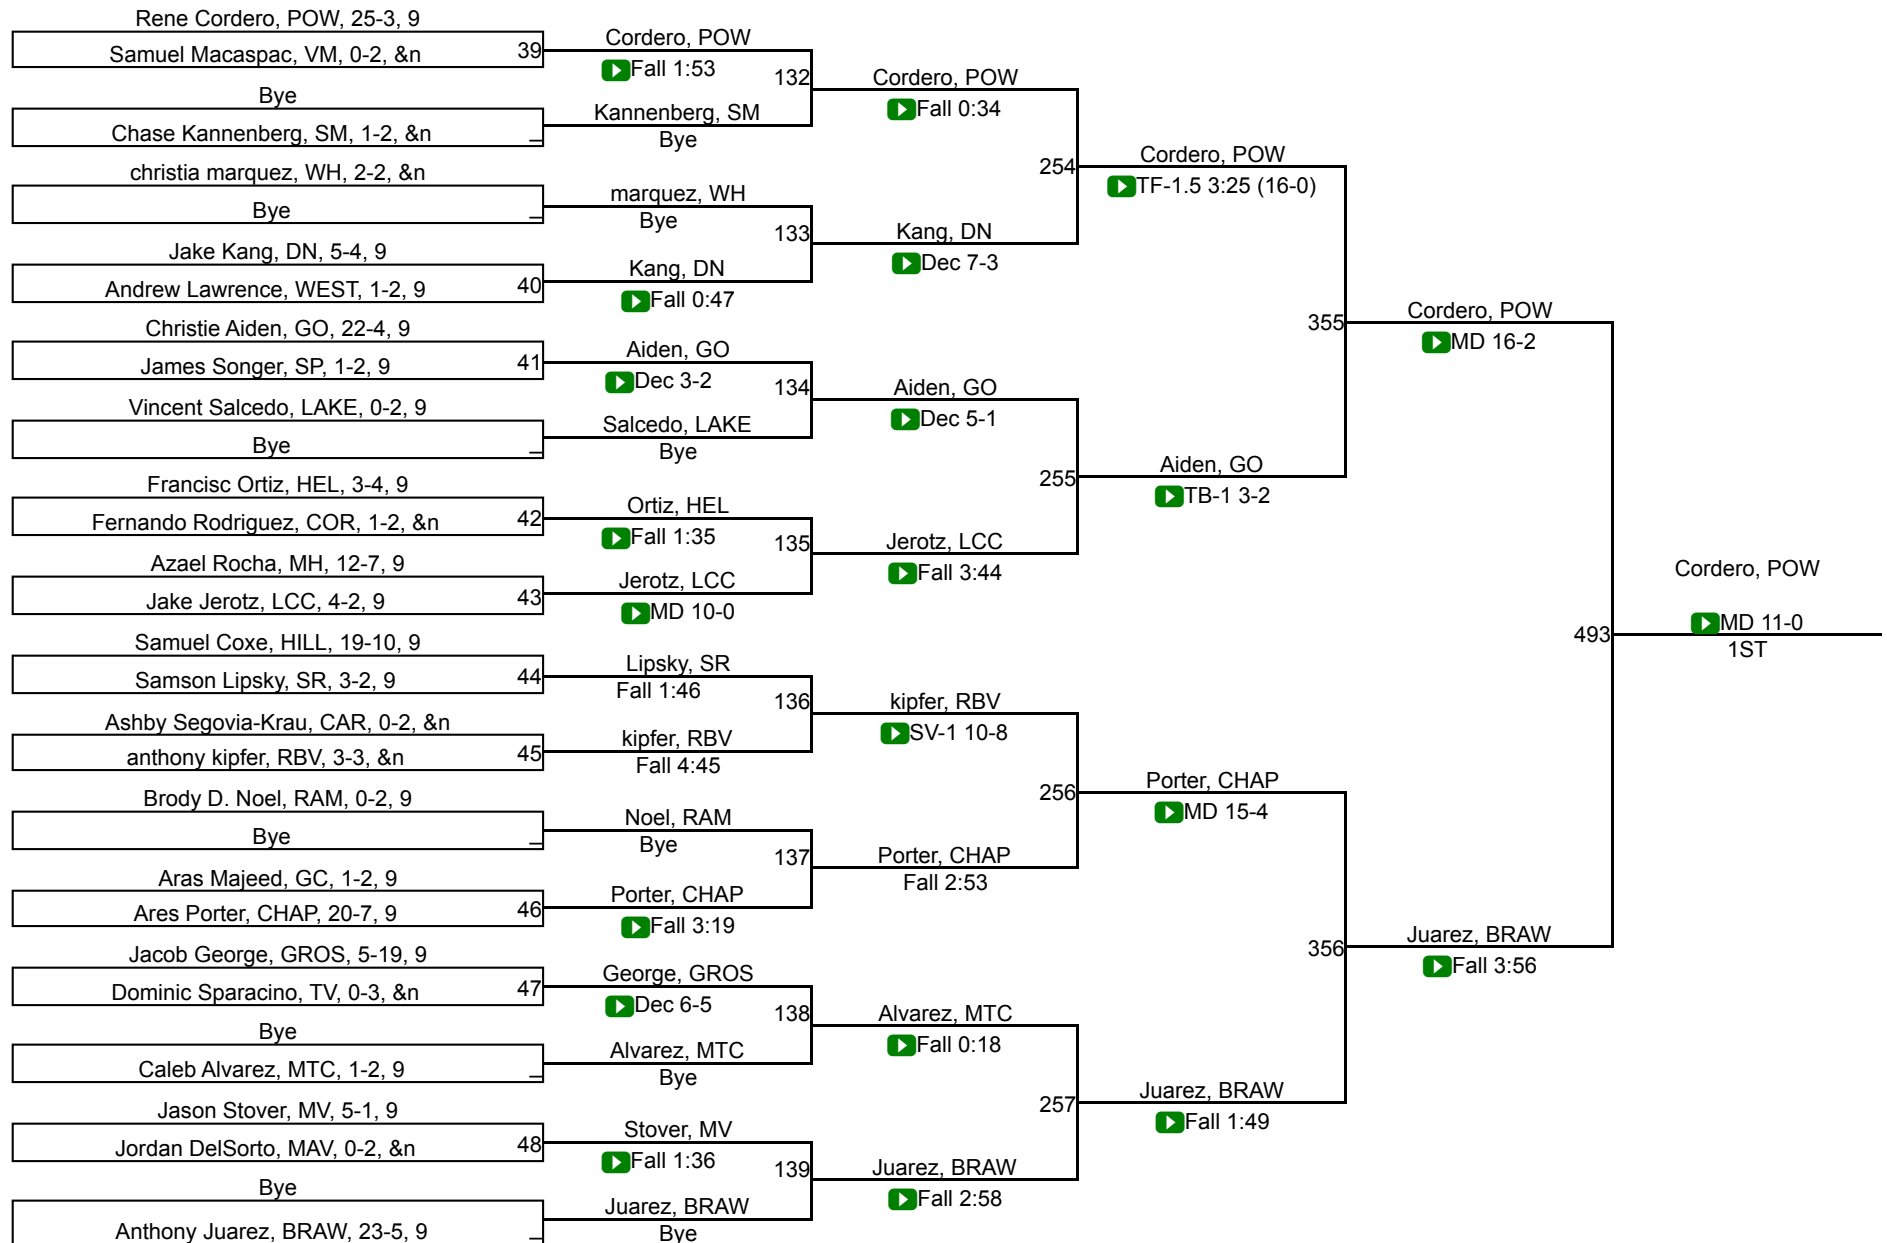 Rene Cordero, POW, 25-3, 9
Samuel Macaspac, VM, 0-2, &n
39
Bye
Chase Kannenberg, SM, 1-2, &n
_
christia marquez, WH, 2-2, &n
Bye
_
Jake Kang, DN, 5-4, 9
Andrew Lawrence, WEST, 1-2, 9
40
Christie Aiden, GO, 22-4, 9
James Songer, SP, 1-2, 9
41
Vincent Salcedo, LAKE, 0-2, 9
Bye
_
Francisc Ortiz, HEL, 3-4, 9
Fernando Rodriguez, COR, 1-2, &n
42
Azael Rocha, MH, 12-7, 9
Jake Jerotz, LCC, 4-2, 9
43
Samuel Coxe, HILL, 19-10, 9
Samson Lipsky, SR, 3-2, 9
44
Ashby Segovia-Krau, CAR, 0-2, &n
anthony kipfer, RBV, 3-3, &n
45
Brody D. Noel, RAM, 0-2, 9
Bye
_
Aras Majeed, GC, 1-2, 9
Ares Porter, CHAP, 20-7, 9
46
Jacob George, GROS, 5-19, 9
Dominic Sparacino, TV, 0-3, &n
47
Bye
Caleb Alvarez, MTC, 1-2, 9
_
Jason Stover, MV, 5-1, 9
Jordan DelSorto, MAV, 0-2, &n
48
Bye
Anthony Juarez, BRAW, 23-5, 9
_
Cordero, POW
Fall 1:53
132
Kannenberg, SM
Bye
marquez, WH
Bye
133
Kang, DN
Fall 0:47
Aiden, GO
Dec 3-2
134
Salcedo, LAKE
Bye
Ortiz, HEL
Fall 1:35
135
Jerotz, LCC
MD 10-0
Lipsky, SR
Fall 1:46
136
kipfer, RBV
Fall 4:45
Noel, RAM
Bye
137
Porter, CHAP
Fall 3:19
George, GROS
Dec 6-5
138
Alvarez, MTC
Bye
Stover, MV
Fall 1:36
139
Juarez, BRAW
Bye
Cordero, POW
Fall 0:34
254
Kang, DN
Dec 7-3
Aiden, GO
Dec 5-1
255
Jerotz, LCC
Fall 3:44
kipfer, RBV
SV-1 10-8
256
Porter, CHAP
Fall 2:53
Alvarez, MTC
Fall 0:18
257
Juarez, BRAW
Fall 2:58
Cordero, POW
TF-1.5 3:25 (16-0)
355
Aiden, GO
TB-1 3-2
Porter, CHAP
MD 15-4
356
Juarez, BRAW
Fall 1:49
Cordero, POW
MD 16-2
493
Juarez, BRAW
Fall 3:56
Cordero, POW
MD 11-0
1ST